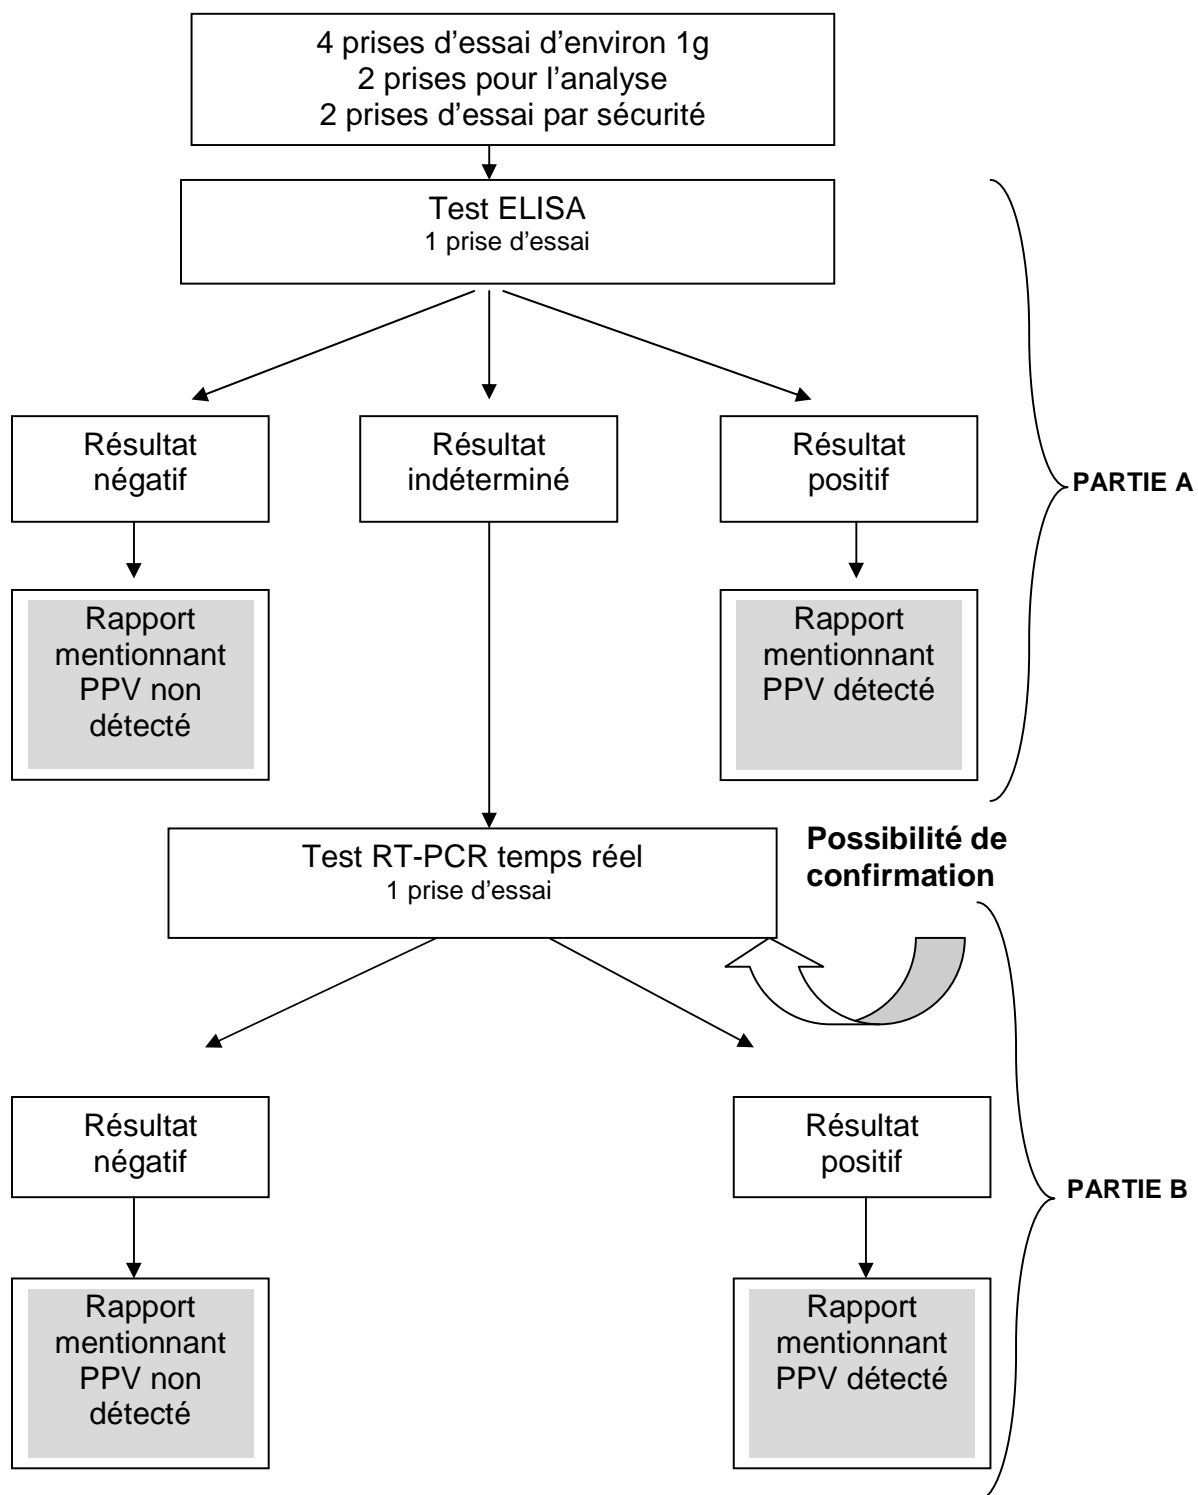 4 prises d’essai d’environ 1g
2 prises pour l’analyse
2 prises d’essai par sécurité
Test ELISA
1 prise d’essai
Résultat
négatif
Résultat
indéterminé
Résultat
positif
PARTIE A
Rapport
mentionnant
PPV non
détecté
Rapport
mentionnant
PPV détecté
Possibilité de
confirmation
Test RT-PCR temps réel
1 prise d’essai
Résultat
négatif
Résultat
positif
PARTIE B
Rapport
mentionnant
PPV non
détecté
Rapport
mentionnant
PPV détecté